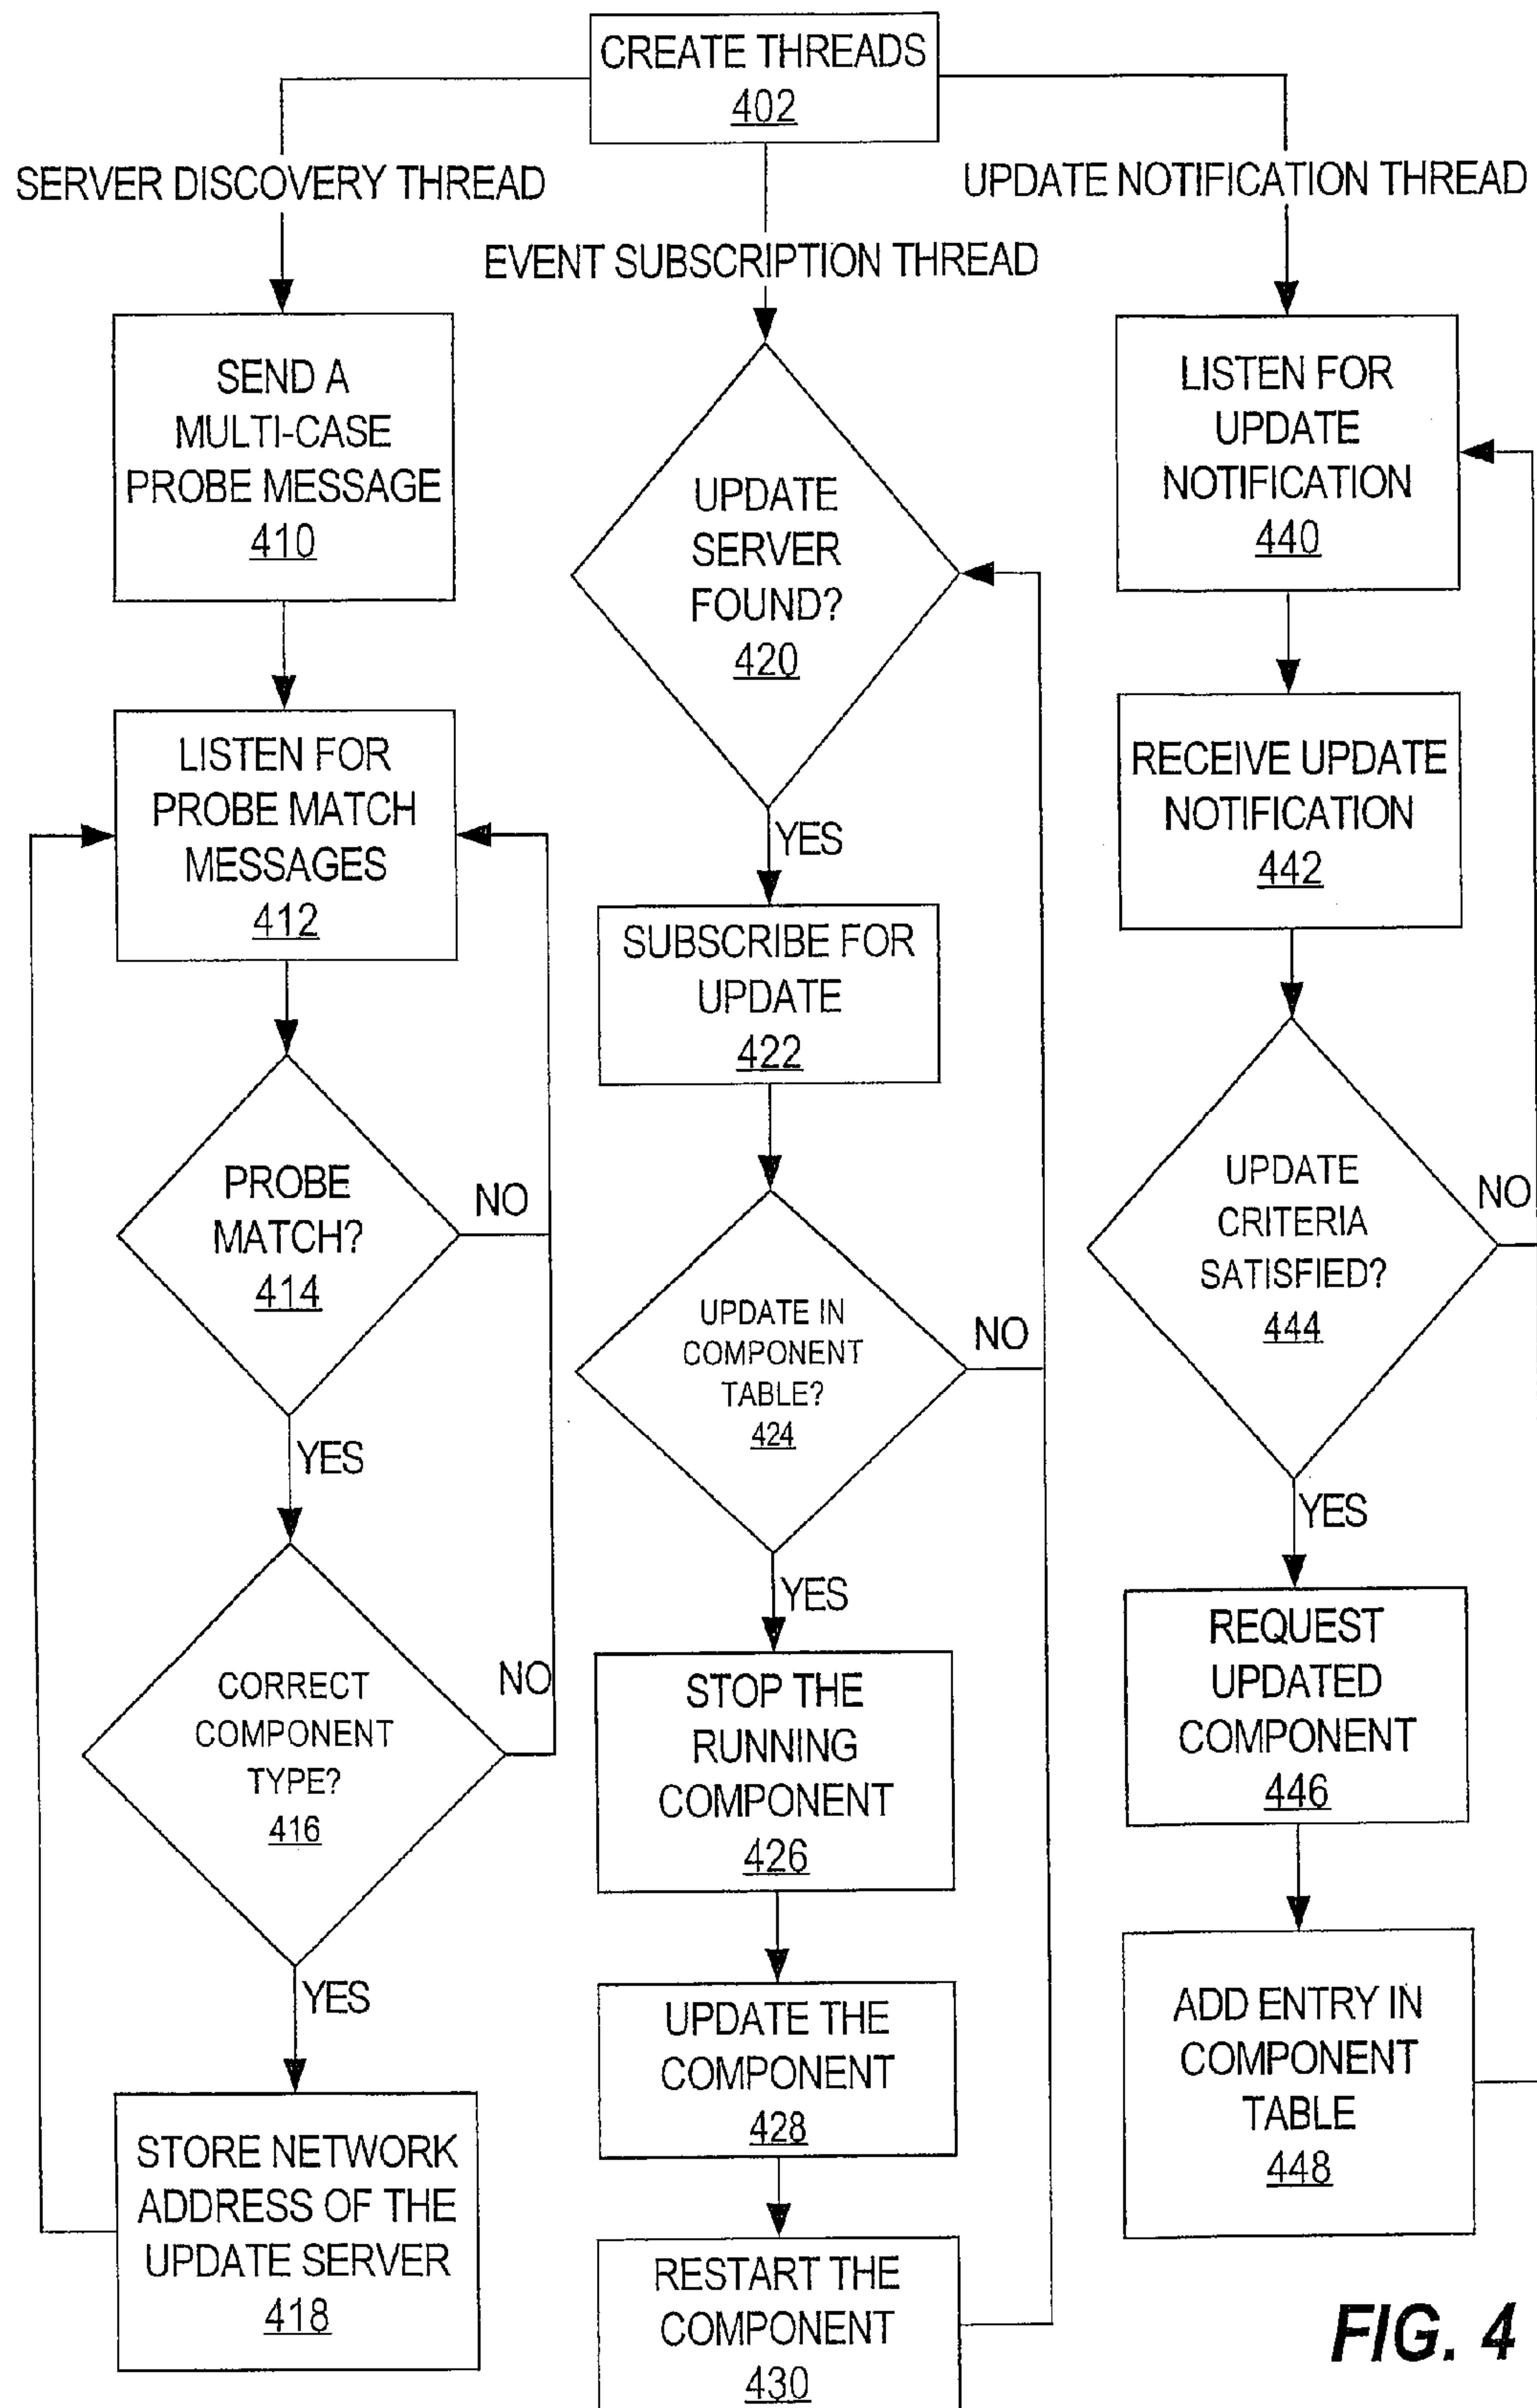 CREATE THREADS
402
SERVER DISCOVERY THREAD
EVENT SUBSCRIPTION THREAD
UPDATE NOTIFICATION THREAD
SEND A
MULTI-CASE
PROBE MESSAGE
410
LISTEN FOR
PROBE MATCH
MESSAGES
412
PROBE
MATCH?
414
NO
YES
CORRECT
COMPONENT
TYPE?
416
NO
YES
STORE NETWORK
ADDRESS OF THE
UPDATE SERVER
418
UPDATE
SERVER
FOUND?
420
YES
SUBSCRIBE FOR
UPDATE
422
UPDATE IN
COMPONENT
TABLE?
424
NO
YES
STOP THE
RUNNING
COMPONENT
426
UPDATE THE
COMPONENT
428
RESTART THE
COMPONENT
430
LISTEN FOR
UPDATE
NOTIFICATION
440
RECEIVE UPDATE
NOTIFICATION
442
UPDATE
CRITERIA
SATISFIED?
444
NO
YES
REQUEST
UPDATED
COMPONENT
446
ADD ENTRY IN
COMPONENT
TABLE
448
FIG. 4